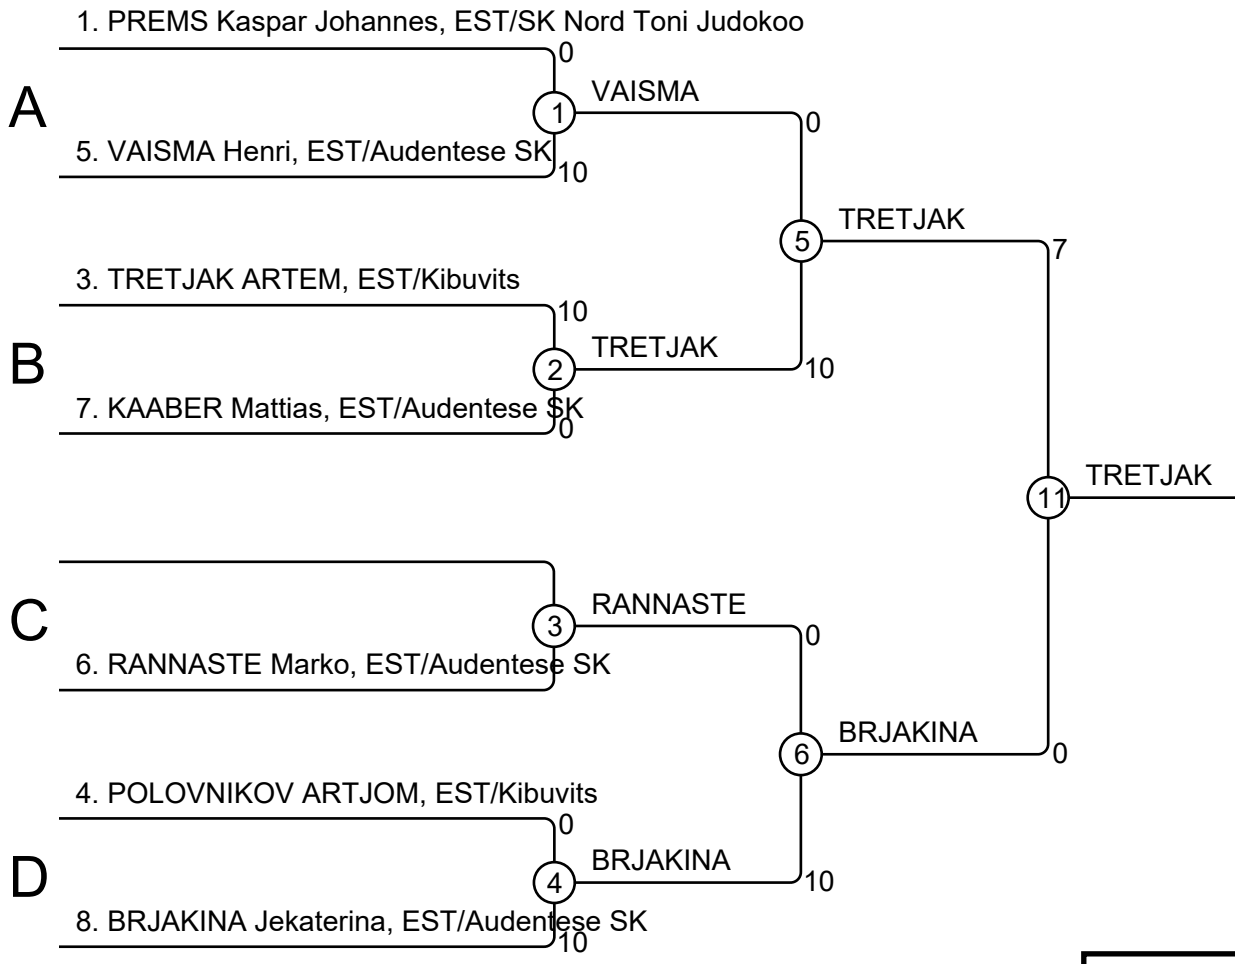 1. PREMS Kaspar Johannes, EST/SK Nord Toni Judokoo
0
A
1
VAISMA
0
5. VAISMA Henri, EST/Audentese SK
10
5
TRETJAK
7
3. TRETJAK ARTEM, EST/Kibuvits
10
B
2
TRETJAK
10
7. KAABER Mattias, EST/Audentese SK
0
11
TRETJAK
C
3
RANNASTE
0
6. RANNASTE Marko, EST/Audentese SK
6
BRJAKINA
0
4. POLOVNIKOV ARTJOM, EST/Kibuvits
0
D
4
BRJAKINA
10
8. BRJAKINA Jekaterina, EST/Audentese SK
10